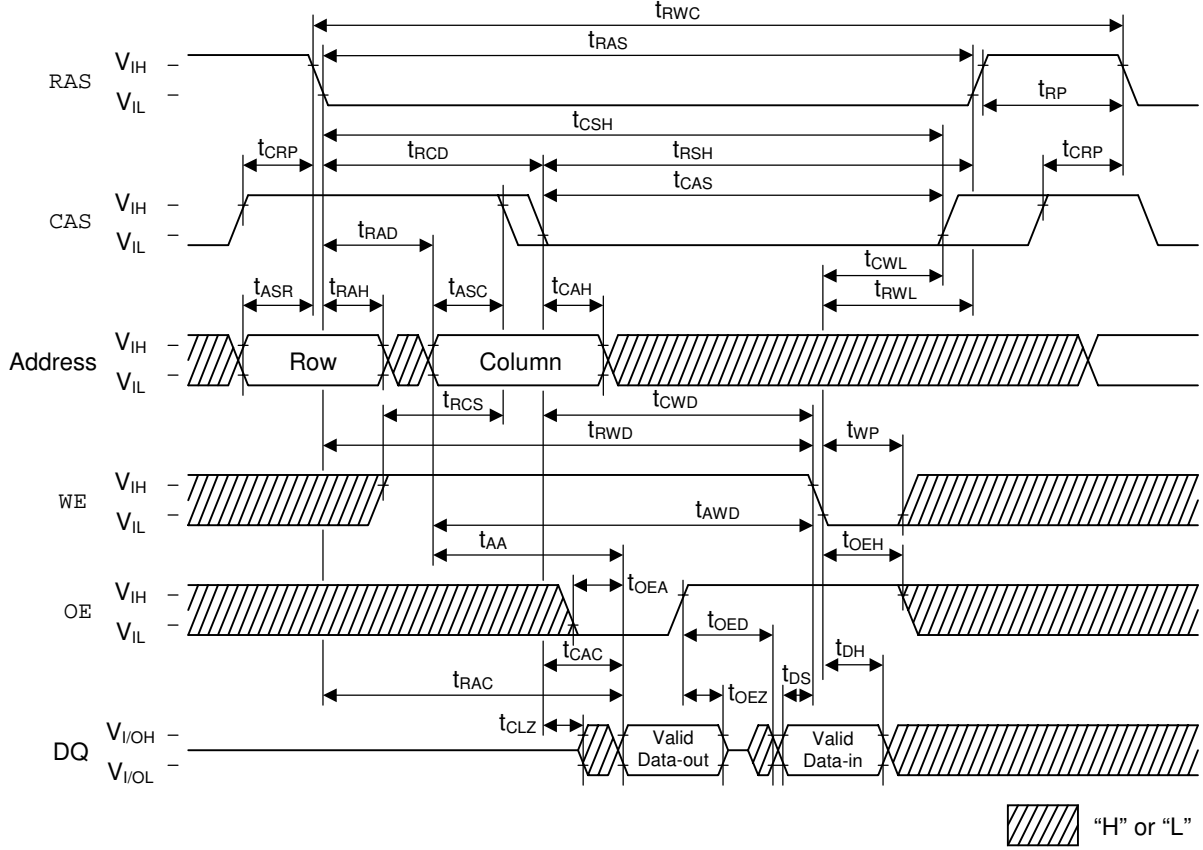 tRWC
tRAS
RAS
VIH
VIL
tRP
tCSH
tCRP
tRCD
tRSH
tCRP
tCAS
CAS
VIH
VIL
tRAD
tCWL
tRWL
tASR
tRAH
tASC
tCAH
Address
VIH
VIL
Row
Column
tRCS
tCWD
tRWD
tWP
WE
VIH
VIL
tAWD
tAA
tOEH
OE
VIH
VIL
tOEA
tOED
tCAC
tDH
tRAC
tOEZ
tDS
tCLZ
DQ
VI/OH
VI/OL
Valid
Data-out
Valid
Data-in
“H” or “L”